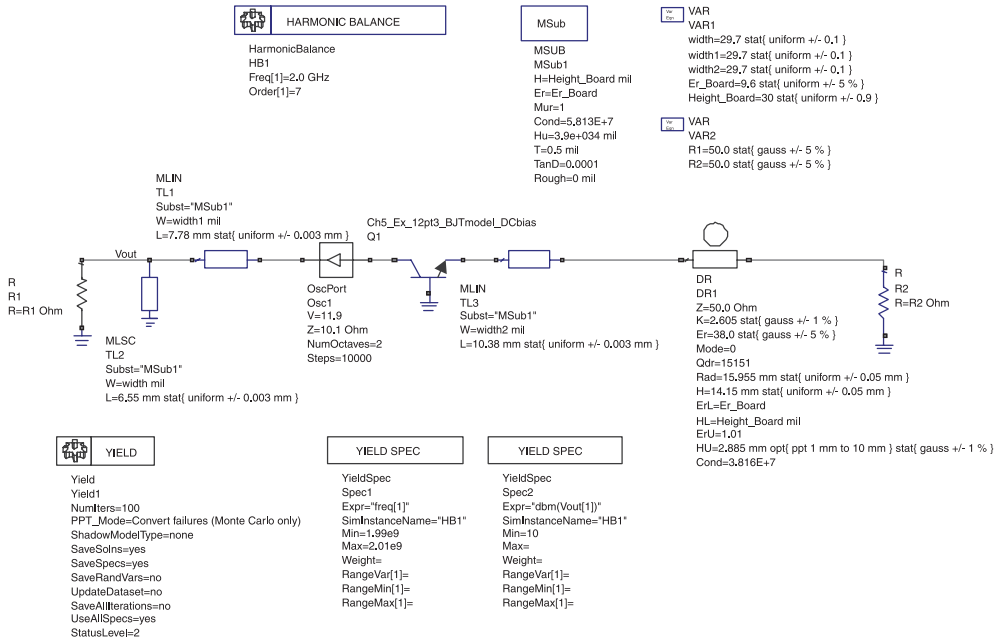 HARMONIC BALANCE
HarmonicBalance
HB1
Freq[1]=2.0 GHz
Order[1]=7
MSub
MSUB
MSub1
H=Height_Board mil
Er=Er_Board
Mur=1
Cond=5.813E+7
Hu=3.9e+034 mil
T=0.5 mil
TanD=0.0001
Rough=0 mil
Var
Eqn
VAR
VAR1
width=29.7 stat{ uniform +/- 0.1 }
width1=29.7 stat{ uniform +/- 0.1 }
width2=29.7 stat{ uniform +/- 0.1 }
Er_Board=9.6 stat{ uniform +/- 5 % }
Height_Board=30 stat{ uniform +/- 0.9 }
Var
Eqn
VAR
VAR2
R1=50.0 stat{ gauss +/- 5 % }
R2=50.0 stat{ gauss +/- 5 % }
MLIN
TL1
Subst="MSub1"
W=width1 mil
L=7.78 mm stat{ uniform +/- 0.003 mm }
Vout
R
R1
R=R1 Ohm
MLSC
TL2
Subst="MSub1"
W=width mil
L=6.55 mm stat{ uniform +/- 0.003 mm }
OscPort
Osc1
V=11.9
Z=10.1 Ohm
NumOctaves=2
Steps=10000
Ch5_Ex_12pt3_BJTmodel_DCbias
Q1
MLIN
TL3
Subst="MSub1"
W=width2 mil
L=10.38 mm stat{ uniform +/- 0.003 mm }
DR
DR1
Z=50.0 Ohm
K=2.605 stat{ gauss +/- 1 % }
Er=38.0 stat{ gauss +/- 5 % }
Mode=0
Qdr=15151
Rad=15.955 mm stat{ uniform +/- 0.05 mm }
H=14.15 mm stat{ uniform +/- 0.05 mm }
ErL=Er_Board
HL=Height_Board mil
ErU=1.01
HU=2.885 mm opt{ ppt 1 mm to 10 mm } stat{ gauss +/- 1 % }
Cond=3.816E+7
R
R2
R=R2 Ohm
YIELD
Yield
Yield1
NumIters=100
PPT_Mode=Convert failures (Monte Carlo only)
ShadowModelType=none
SaveSolns=yes
SaveSpecs=yes
SaveRandVars=no
UpdateDataset=no
SaveAllIterations=no
UseAllSpecs=yes
StatusLevel=2
YIELD SPEC
YieldSpec
Spec1
Expr="freq[1]"
SimInstanceName="HB1"
Min=1.99e9
Max=2.01e9
Weight=
RangeVar[1]=
RangeMin[1]=
RangeMax[1]=
YIELD SPEC
YieldSpec
Spec2
Expr="dbm(Vout[1])"
SimInstanceName="HB1"
Min=10
Max=
Weight=
RangeVar[1]=
RangeMin[1]=
RangeMax[1]=